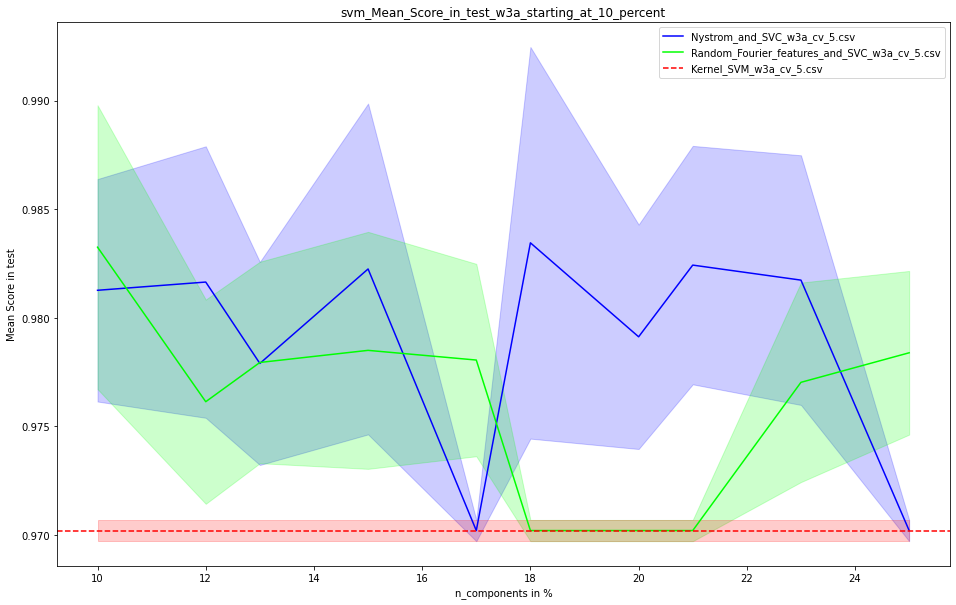 svm_Mean_Score_in_test_w3a_starting_at_10_percent
Nystrom_and_SVC_w3a_cv_5.csv
Random_Fourier_features_and_SVC_w3a_cv_5.csv
Kernel_SVM_w3a_cv_5.csv
0.990
0.985
0.980
0.975
0.970
Mean Score in test
10 12 14 16 18 20 22 24
n_components in %